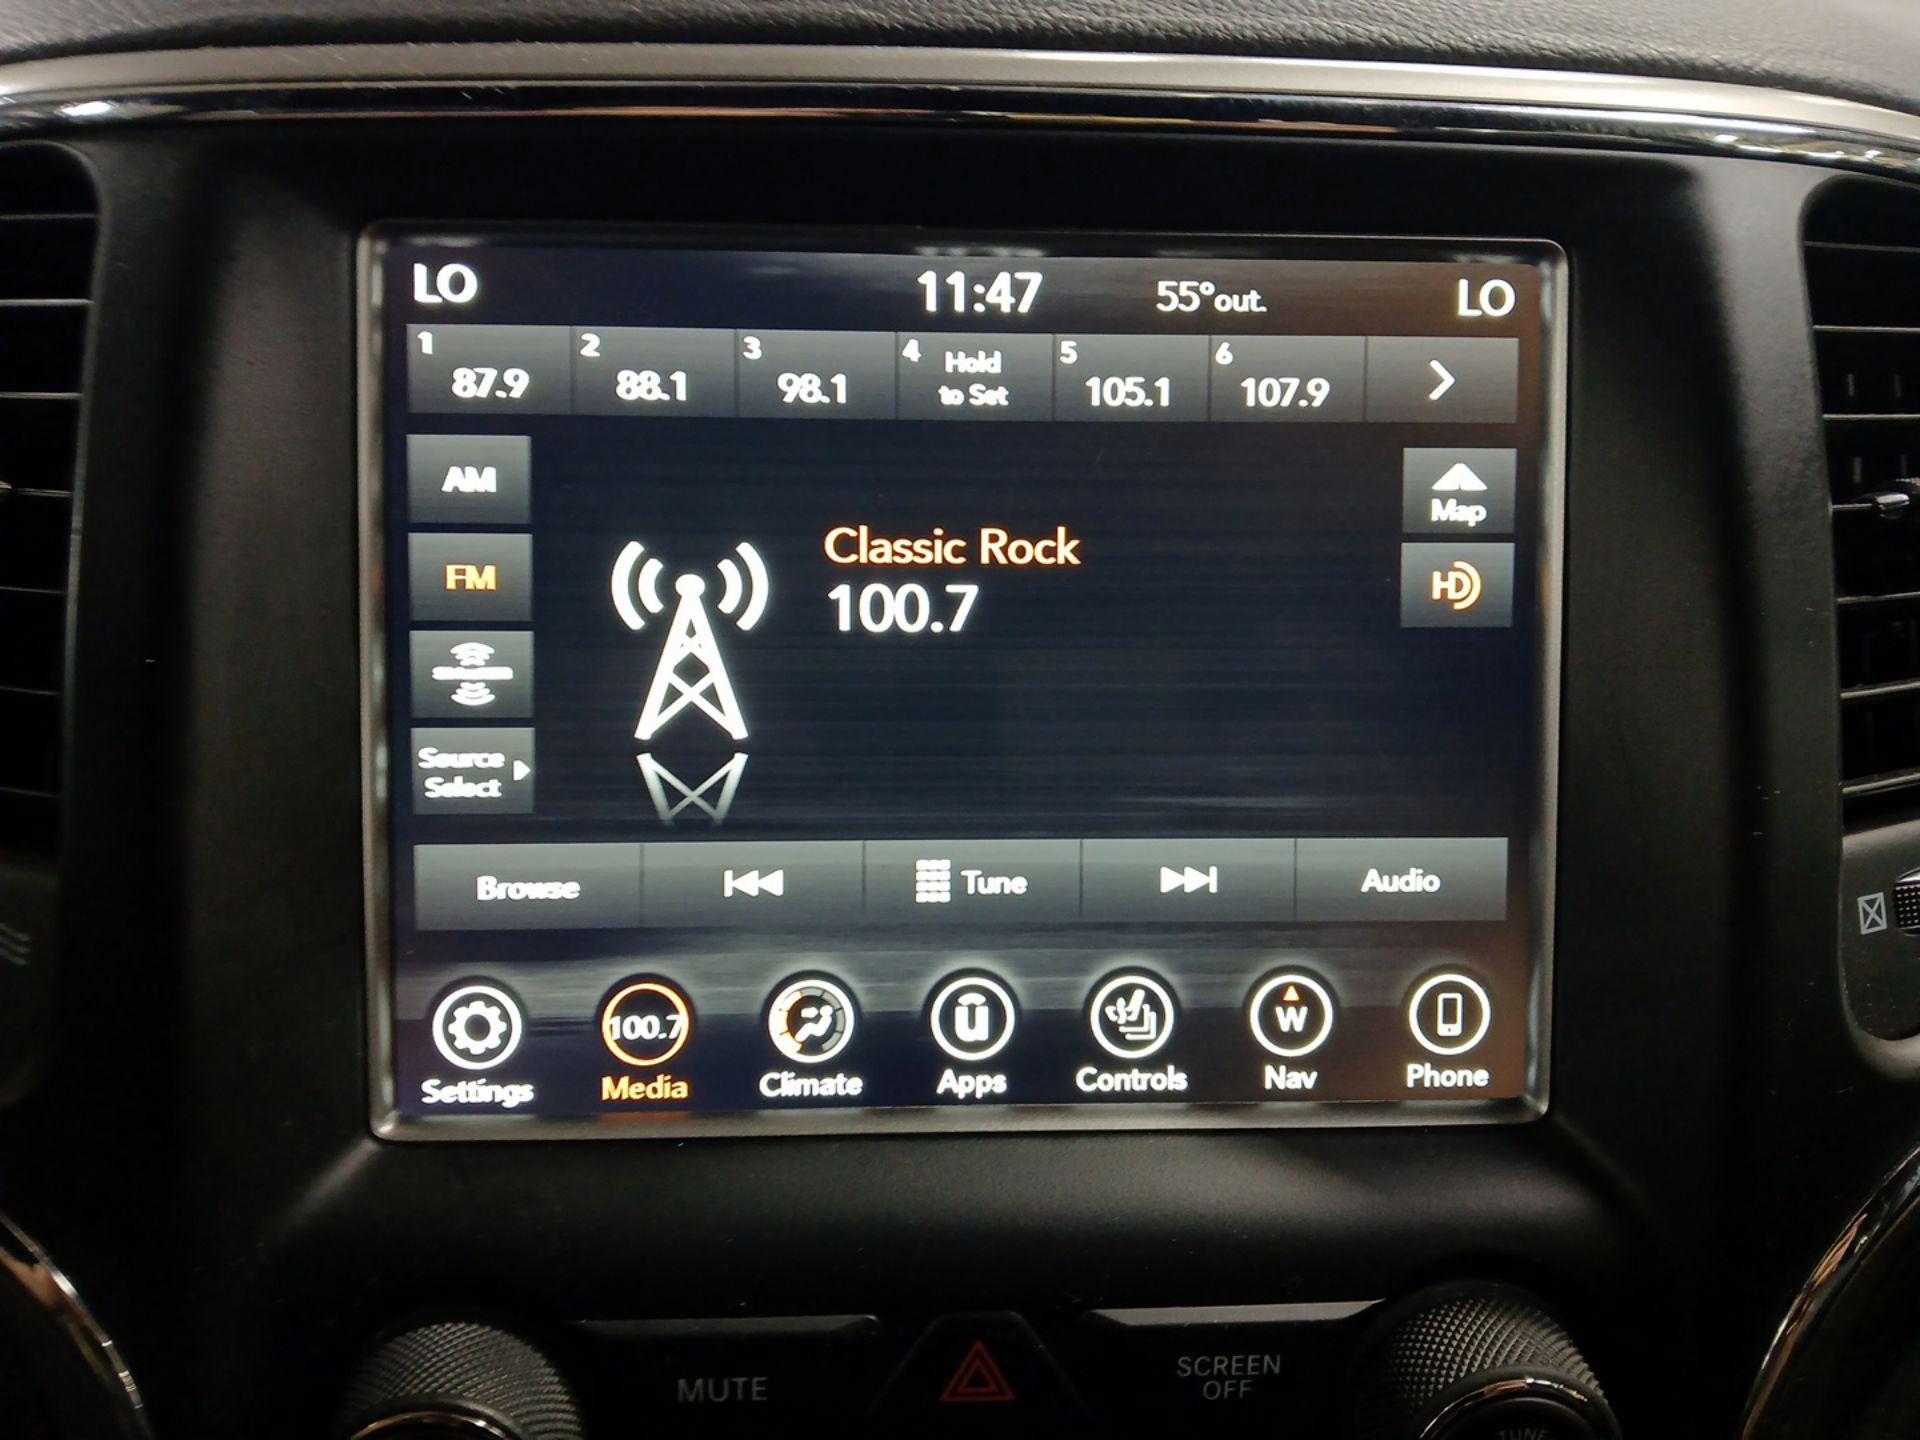 LO 11:47 55°out. LO
1 2 3 4 5 6
87.9 88.1 98.1 Hold to Set 105.1 107.9
AM
Map
Classic Rock
FM
HD
100.7
Source
Select
Browse Tune Audio
100.7 W
Settings Media Climate Apps Controls Nav Phone
MUTE
SCREEN
OFF
TUNE